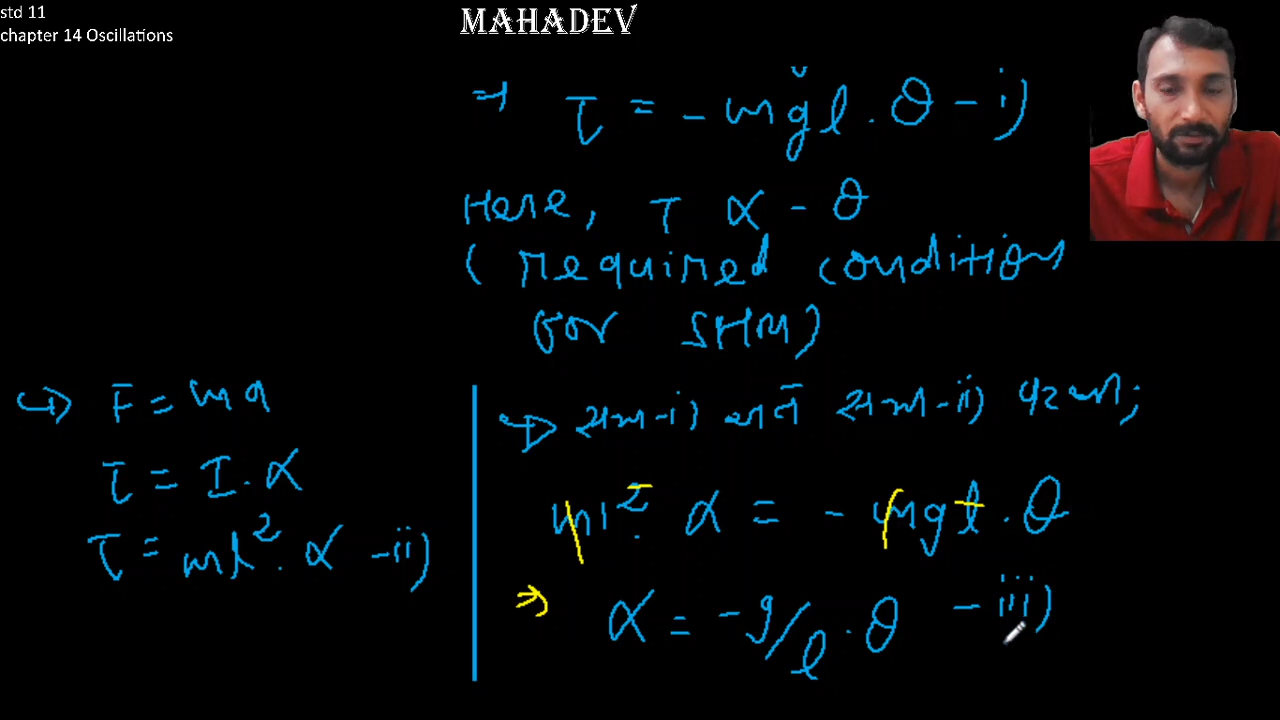 std 11
chapter 14 Oscillations
MAHADEV
⇒ τ = - mgl . θ - i)
Here, τ α - θ
( required condition
for SHM)
↪ F = ma
τ = I . α
τ = ml² . α - ii)
↪ સમી-i) અને સમી-ii) પરથી;
ml² . α = - mgl . θ
⇒ α = - g/l . θ - iii)